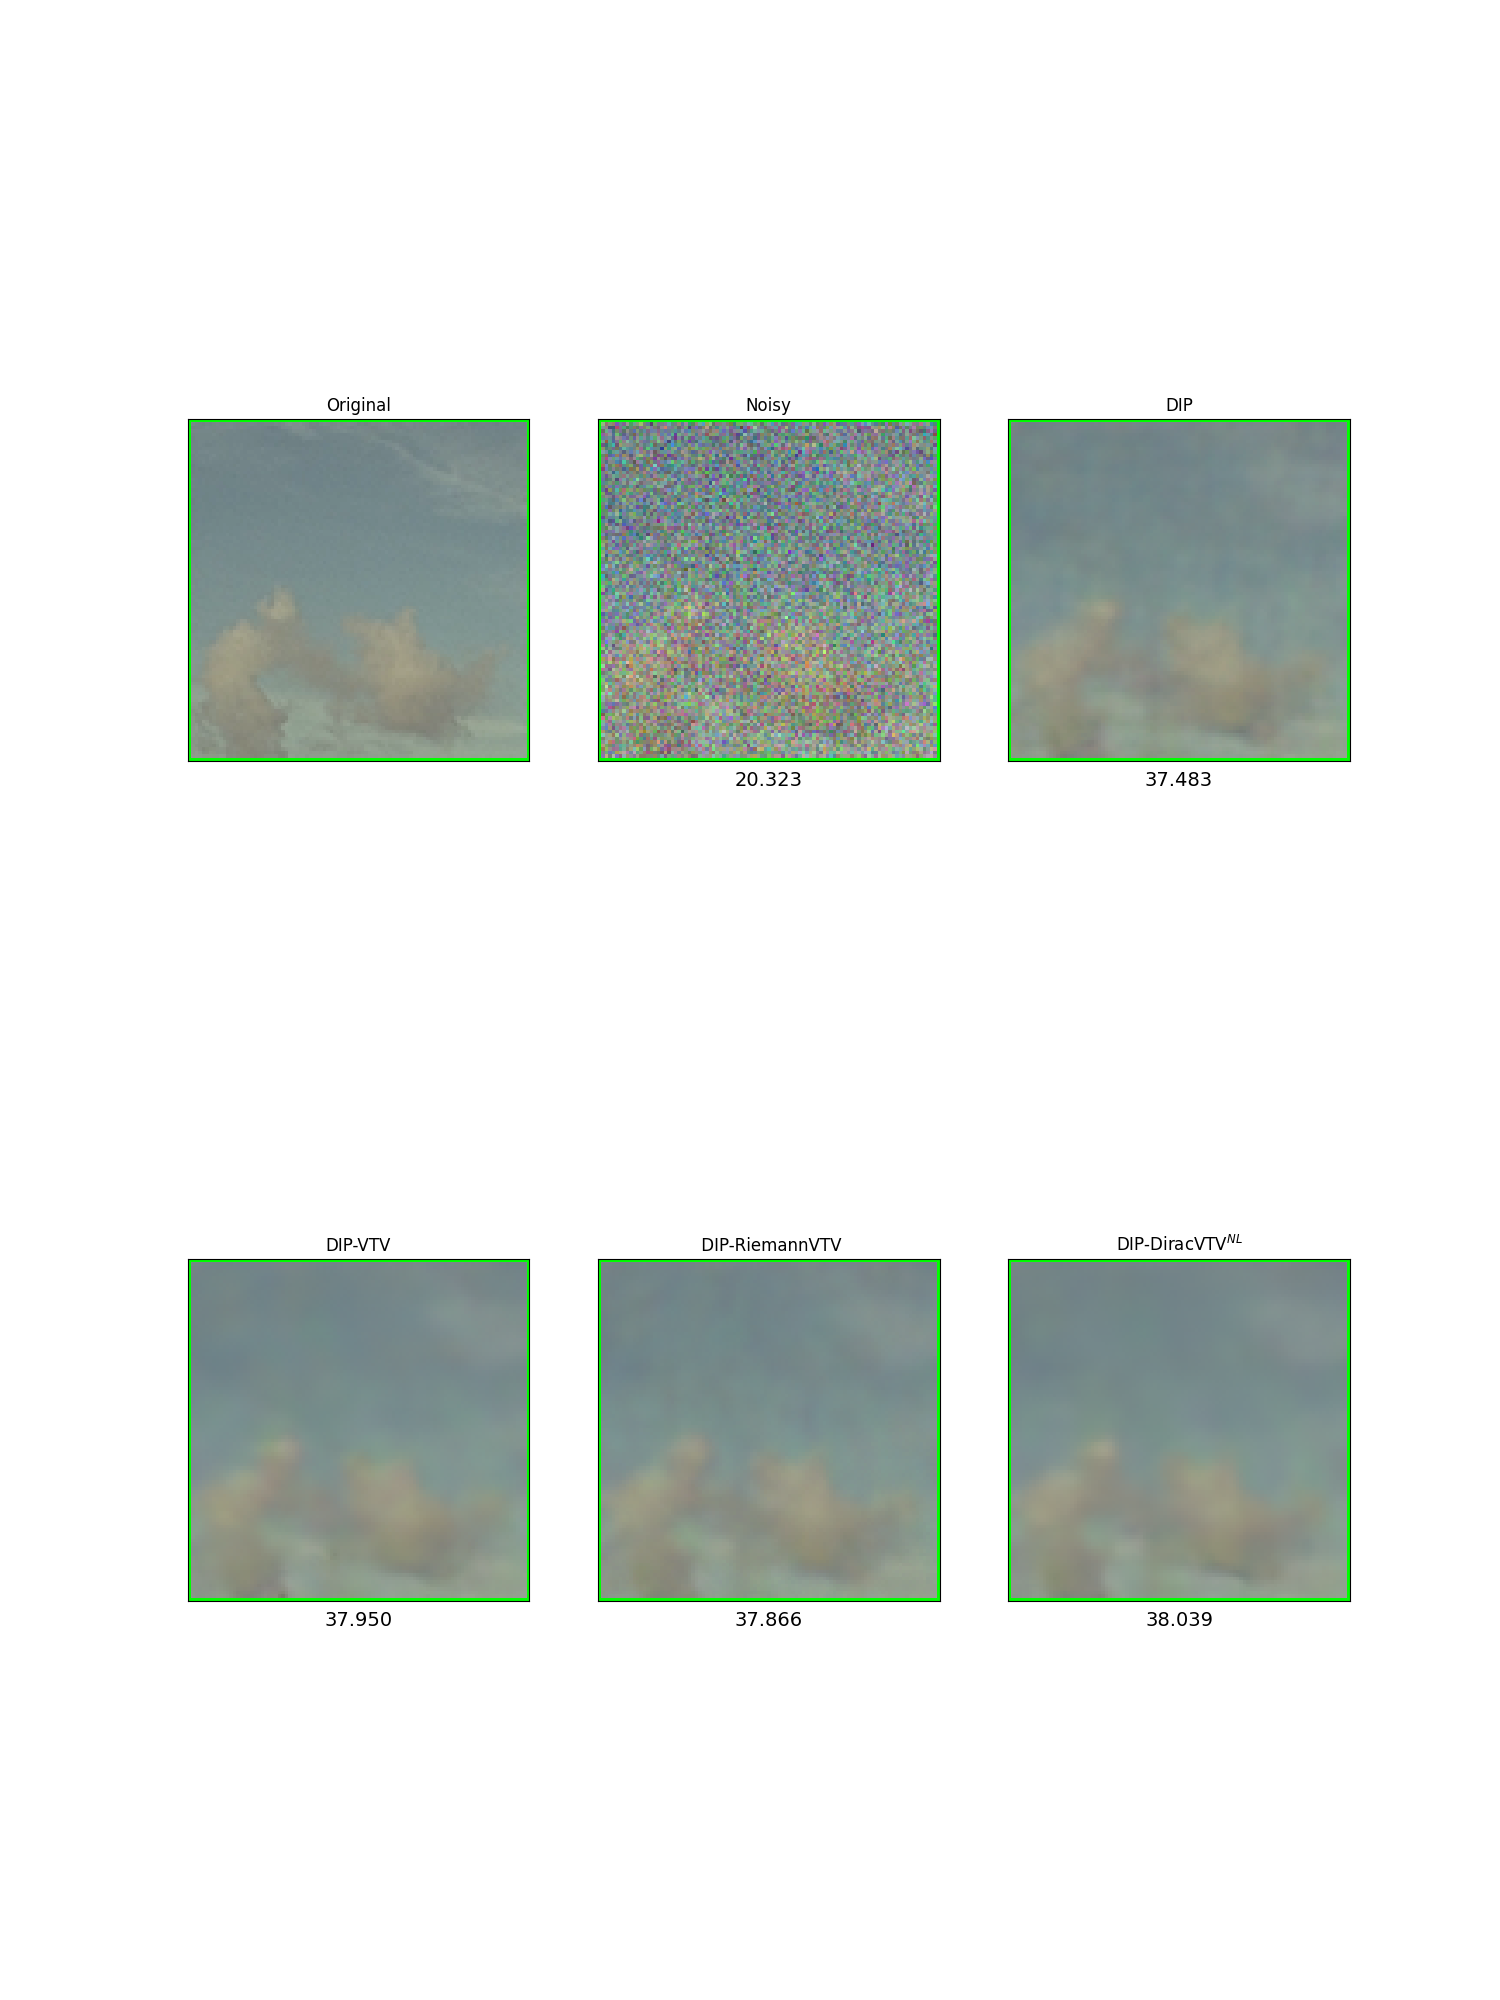 Original
Noisy
DIP
20.323
37.483
DIP-VTV
DIP-RiemannVTV
DIP-DiracVTV^{NL}
37.950
37.866
38.039